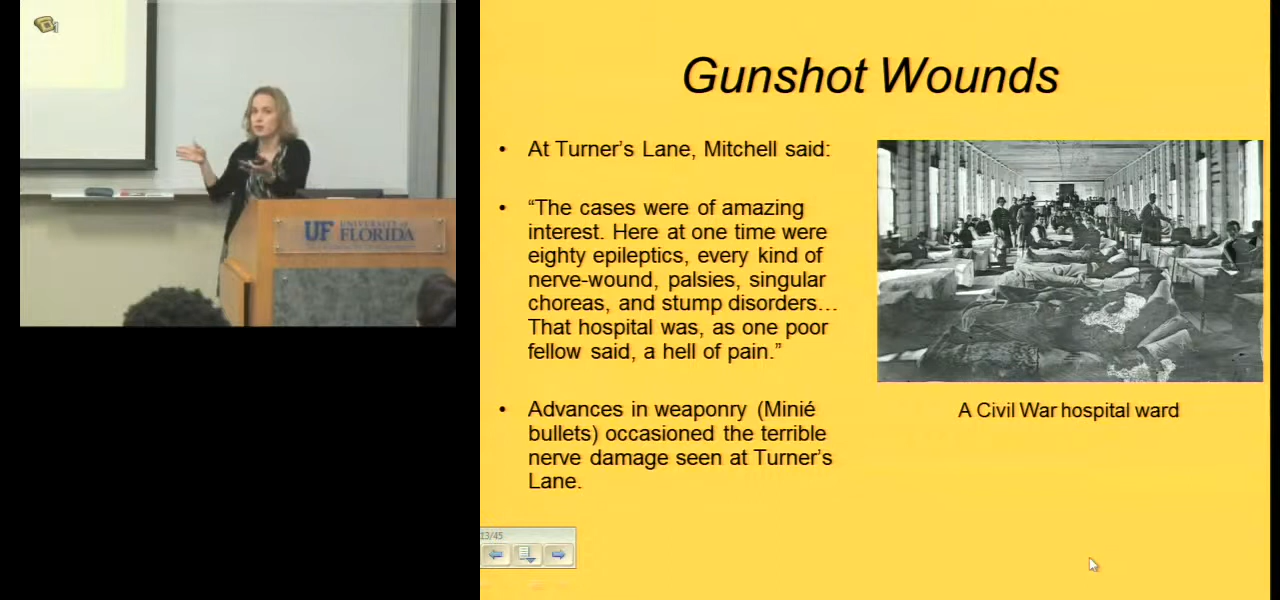 UF UNIVERSITY of
FLORIDA
Gunshot Wounds
• At Turner’s Lane, Mitchell said:
• “The cases were of amazing
interest. Here at one time were
eighty epileptics, every kind of
nerve-wound, palsies, singular
choreas, and stump disorders…
That hospital was, as one poor
fellow said, a hell of pain.”
• Advances in weaponry (Minié
bullets) occasioned the terrible
nerve damage seen at Turner’s
Lane.
A Civil War hospital ward
13/45